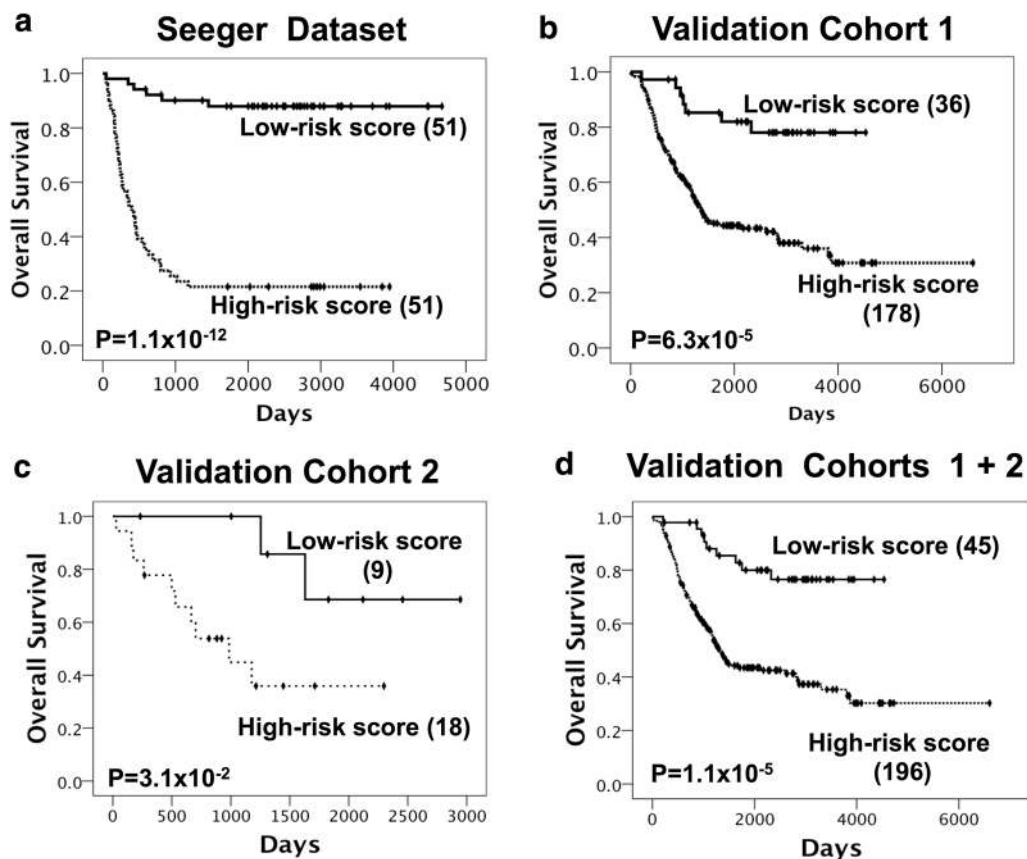 a
Seeger Dataset
Overall Survival
1.0
0.8
0.6
0.4
0.2
0.0
Low-risk score (51)
High-risk score (51)
P=1.1x10-12
0 1000 2000 3000 4000 5000
Days
b
Validation Cohort 1
Overall Survival
1.0
0.8
0.6
0.4
0.2
0.0
Low-risk score (36)
High-risk score
(178)
P=6.3x10-5
0 2000 4000 6000
Days
c
Validation Cohort 2
Overall Survival
1.0
0.8
0.6
0.4
0.2
0.0
Low-risk score
(9)
High-risk score (18)
P=3.1x10-2
0 500 1000 1500 2000 2500 3000
Days
d
Validation Cohorts 1 + 2
Overall Survival
1.0
0.8
0.6
0.4
0.2
0.0
Low-risk score (45)
High-risk score
(196)
P=1.1x10-5
0 2000 4000 6000
Days